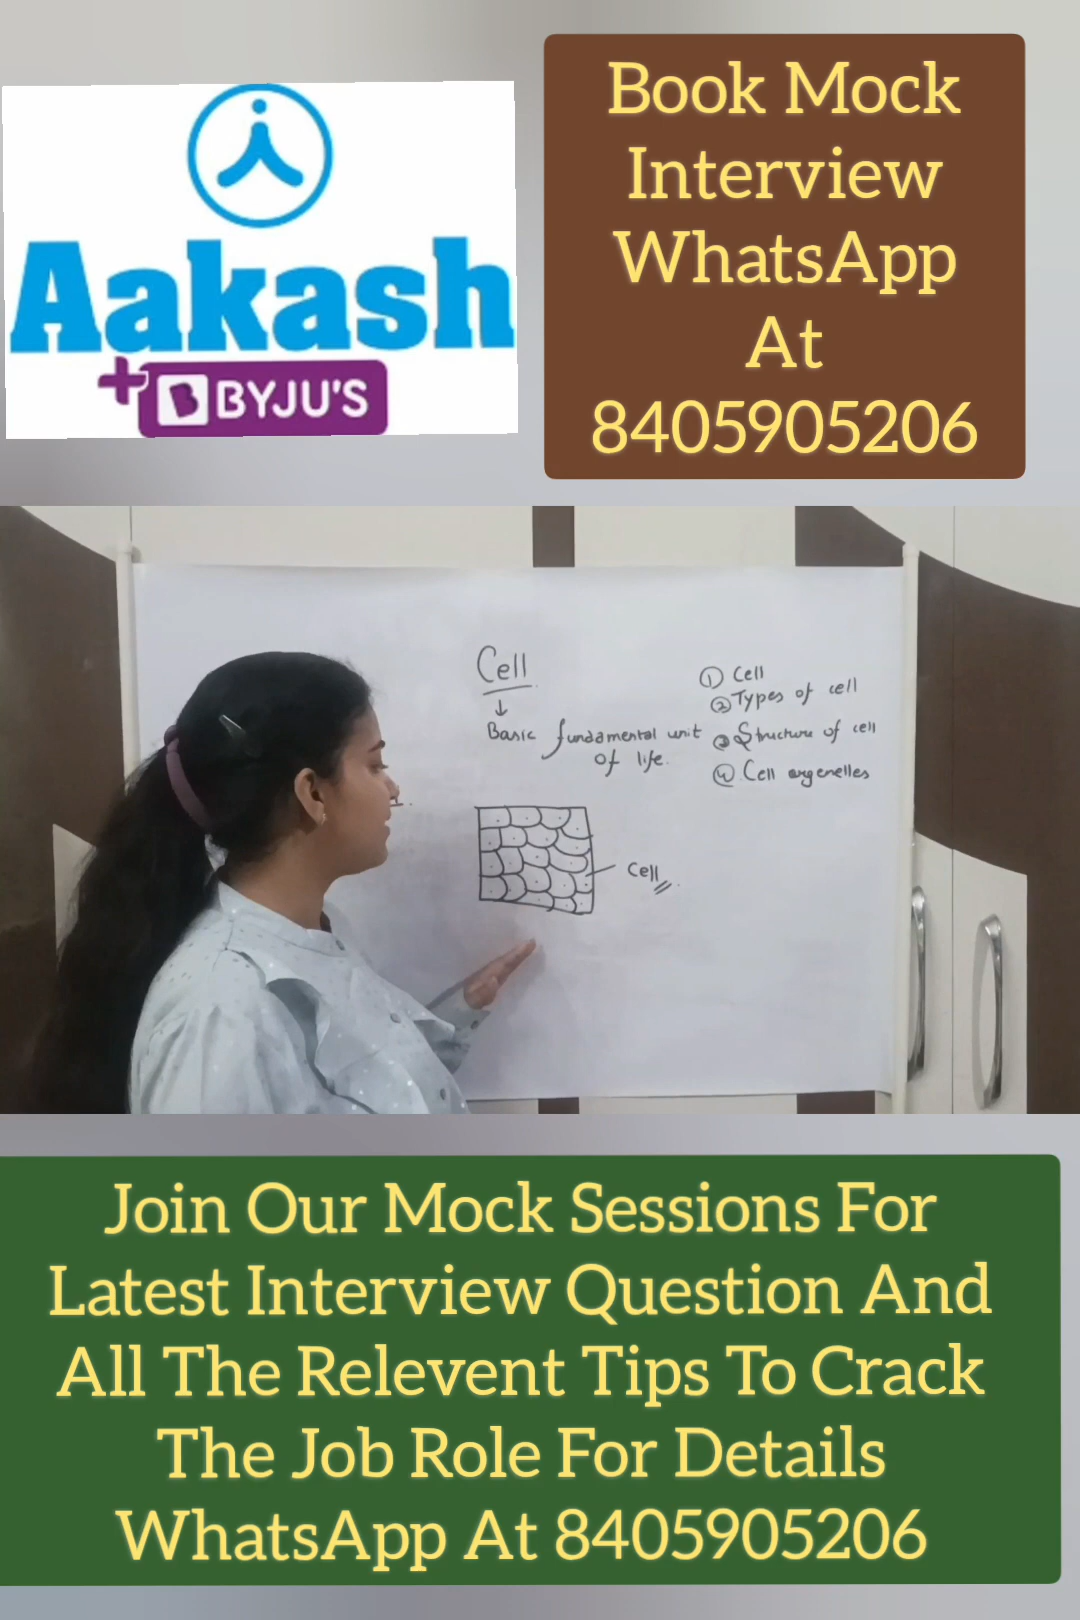 Aakash
+BYJU'S
Book Mock
Interview
WhatsApp
At
8405905206
Cell
Basic fundamental unit
of life.
Cell
① Cell
② Types of cell
③ Structure of cell
④ Cell orgenelles
Join Our Mock Sessions For
Latest Interview Question And
All The Relevent Tips To Crack
The Job Role For Details
WhatsApp At 8405905206